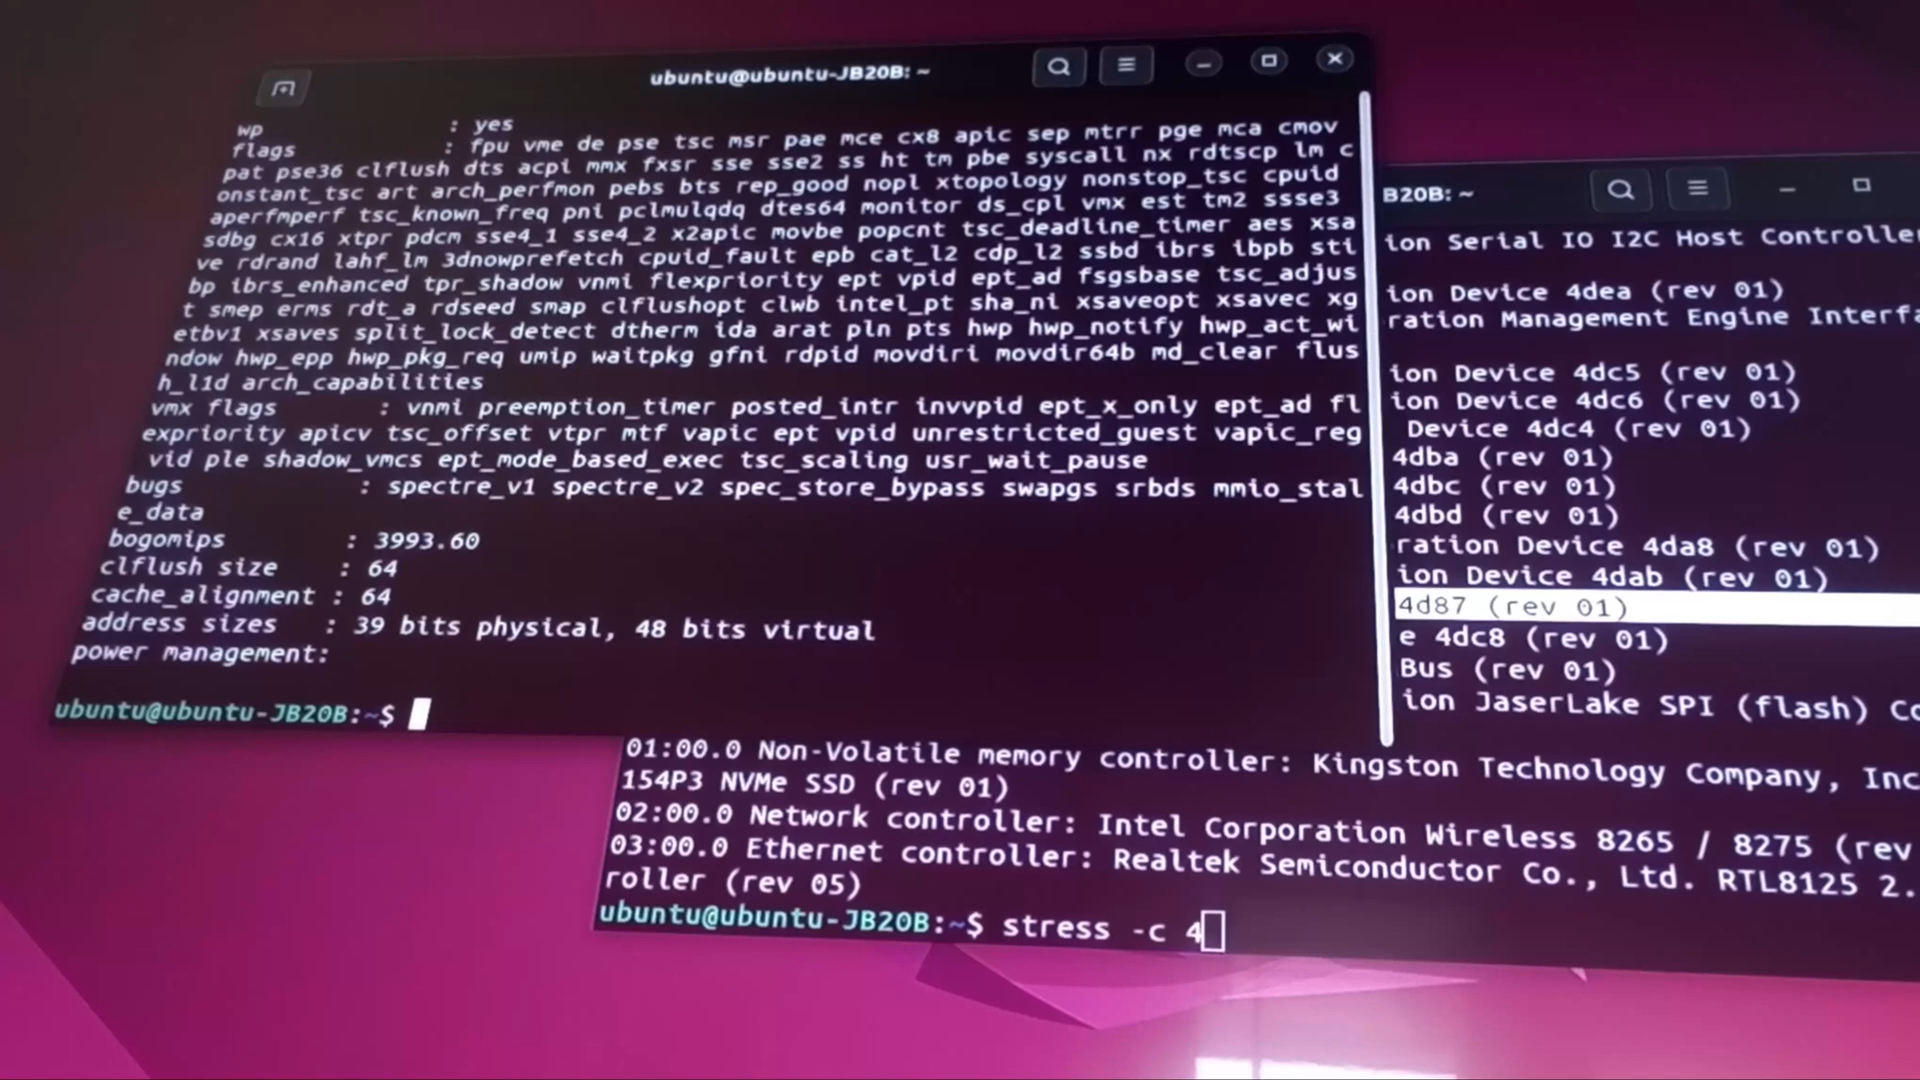 ubuntu@ubuntu-JB20B: ~
wp : yes
flags : fpu vme de pse tsc msr pae mce cx8 apic sep mtrr pge mca cmov
pat pse36 clflush dts acpi mmx fxsr sse sse2 ss ht tm pbe syscall nx rdtscp lm c
onstant_tsc art arch_perfmon pebs bts rep_good nopl xtopology nonstop_tsc cpuid
aperfmperf tsc_known_freq pni pclmulqdq dtes64 monitor ds_cpl vmx est tm2 ssse3
sdbg cx16 xtpr pdcm sse4_1 sse4_2 x2apic movbe popcnt tsc_deadline_timer aes xsa
ve rdrand lahf_lm 3dnowprefetch cpuid_fault epb cat_l2 cdp_l2 ssbd ibrs ibpb sti
bp ibrs_enhanced tpr_shadow vnmi flexpriority ept vpid ept_ad fsgsbase tsc_adjus
t smep erms rdt_a rdseed smap clflushopt clwb intel_pt sha_ni xsaveopt xsavec xg
etbv1 xsaves split_lock_detect dtherm ida arat pln pts hwp hwp_notify hwp_act_wi
ndow hwp_epp hwp_pkg_req umip waitpkg gfni rdpid movdiri movdir64b md_clear flus
h_l1d arch_capabilities
vmx flags : vnmi preemption_timer posted_intr invvpid ept_x_only ept_ad fl
expriority apicv tsc_offset vtpr mtf vapic ept vpid unrestricted_guest vapic_reg
vid ple shadow_vmcs ept_mode_based_exec tsc_scaling usr_wait_pause
bugs : spectre_v1 spectre_v2 spec_store_bypass swapgs srbds mmio_stal
e_data
bogomips : 3993.60
clflush size : 64
cache_alignment : 64
address sizes : 39 bits physical, 48 bits virtual
power management:
ubuntu@ubuntu-JB20B:~$
B20B: ~
ion Serial IO I2C Host Controller
ion Device 4dea (rev 01)
ration Management Engine Interfa
ion Device 4dc5 (rev 01)
ion Device 4dc6 (rev 01)
Device 4dc4 (rev 01)
4dba (rev 01)
4dbc (rev 01)
4dbd (rev 01)
ration Device 4da8 (rev 01)
ion Device 4dab (rev 01)
4d87 (rev 01)
e 4dc8 (rev 01)
Bus (rev 01)
ion JaserLake SPI (flash) Co
01:00.0 Non-Volatile memory controller: Kingston Technology Company, Inc
154P3 NVMe SSD (rev 01)
02:00.0 Network controller: Intel Corporation Wireless 8265 / 8275 (rev
03:00.0 Ethernet controller: Realtek Semiconductor Co., Ltd. RTL8125 2.
roller (rev 05)
ubuntu@ubuntu-JB20B:~$ stress -c 4